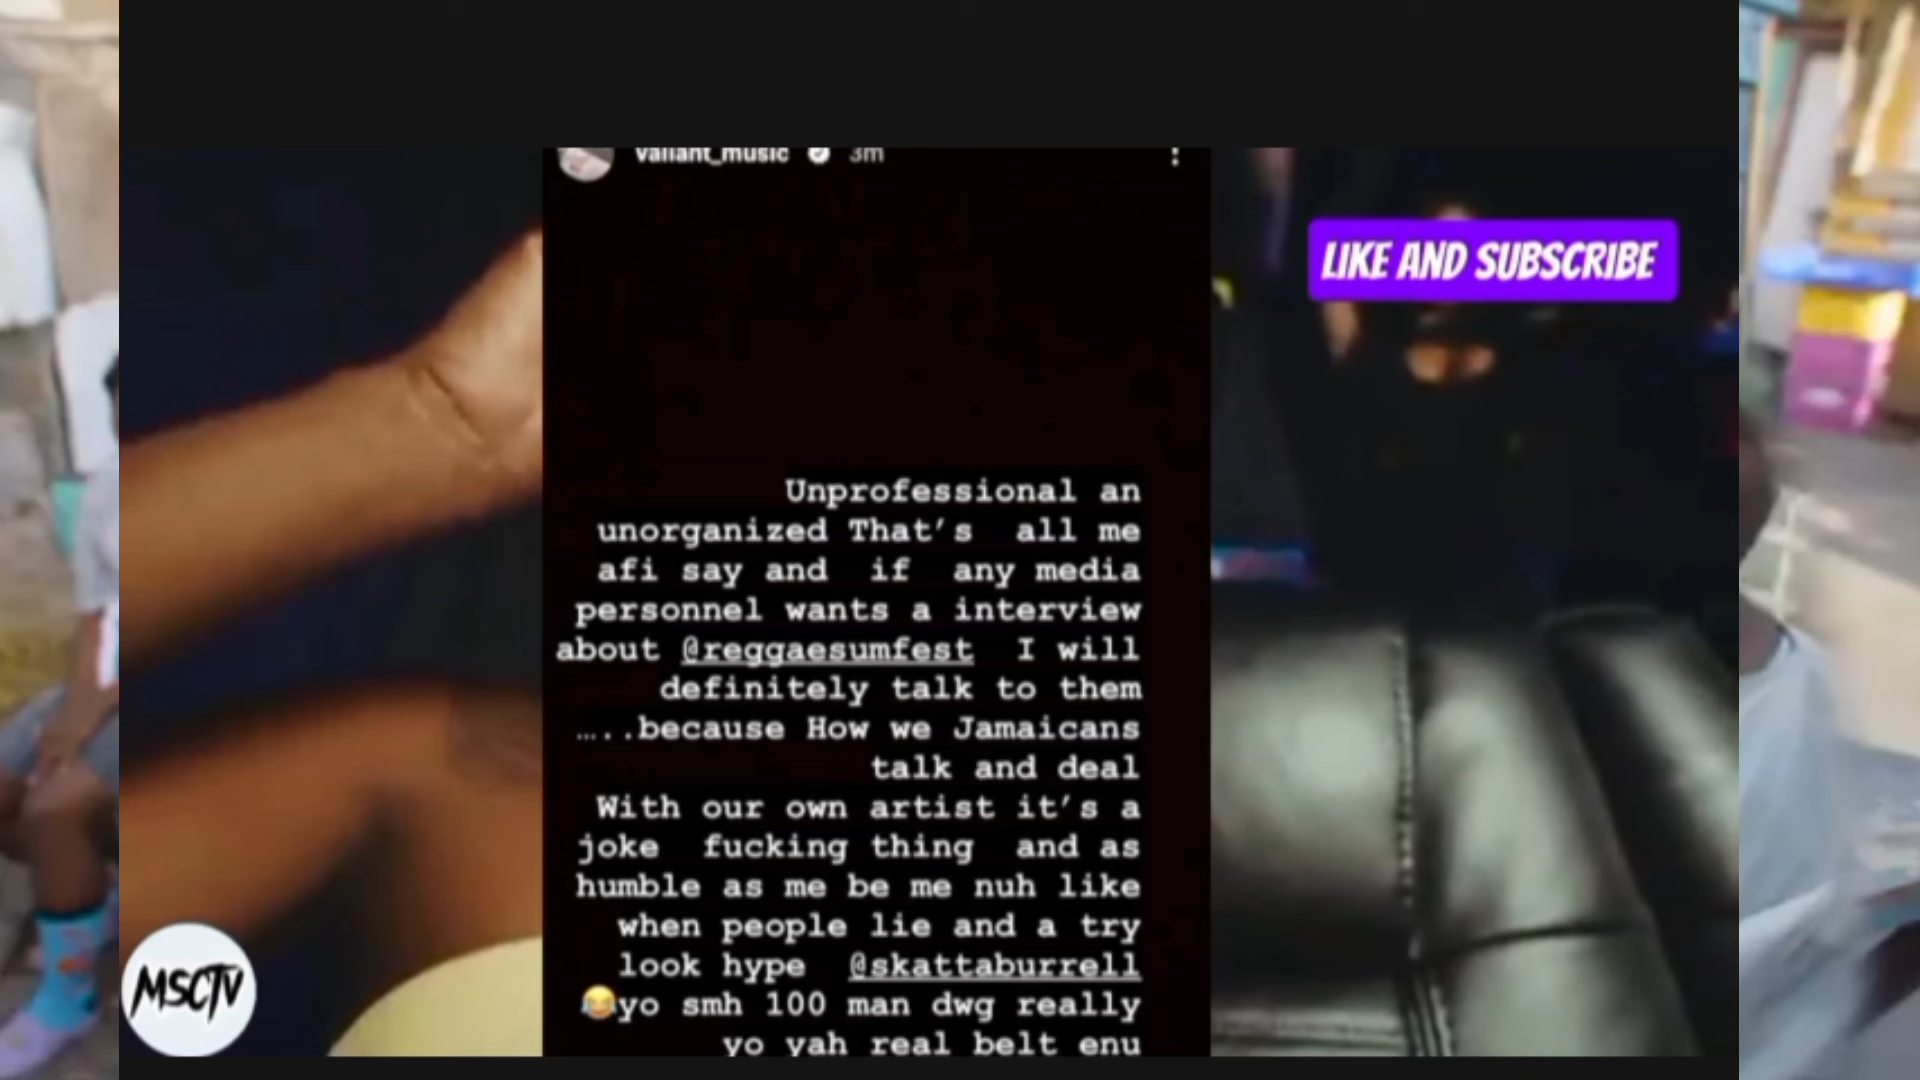 valiant_music 3m
LIKE AND SUBSCRIBE
Unprofessional an
unorganized That's all me
afi say and if any media
personnel wants a interview
about @reggaesumfest I will
definitely talk to them
…..because How we Jamaicans
talk and deal
With our own artist it's a
joke fucking thing and as
humble as me be me nuh like
when people lie and a try
look hype @skattaburrell
😂yo smh 100 man dwg really
yo yah real belt enu
MSCTV